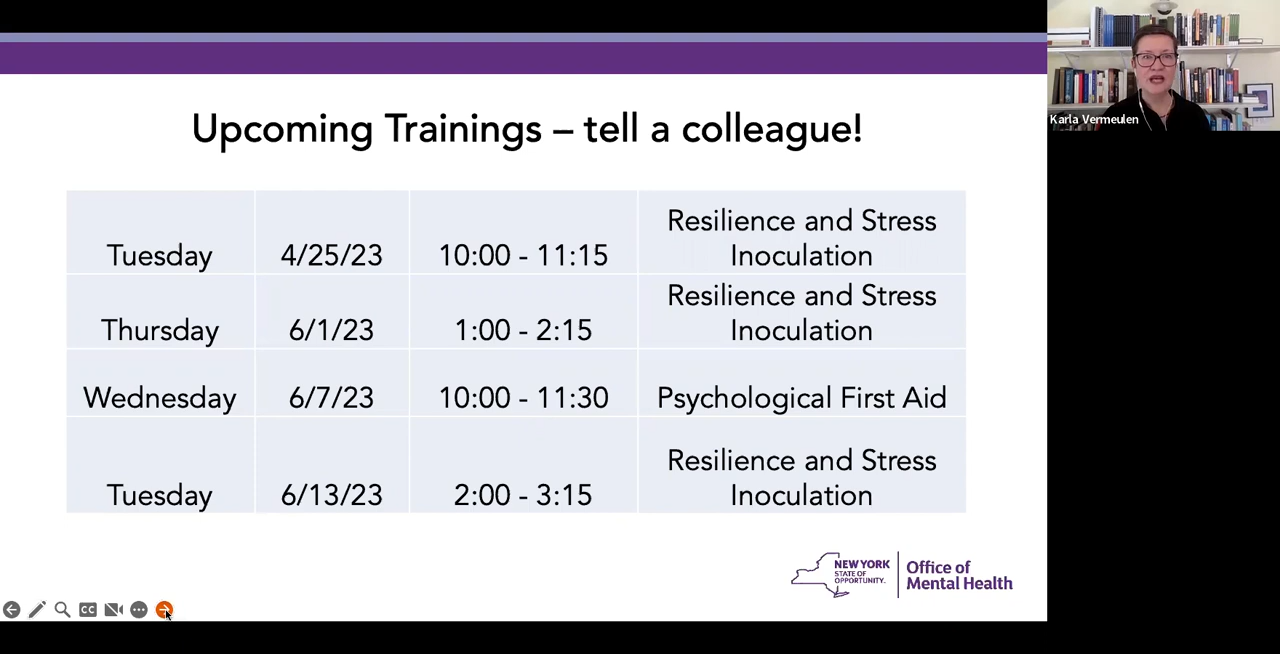 Upcoming Trainings – tell a colleague!
Tuesday 4/25/23 10:00 - 11:15 Resilience and Stress
Inoculation
Thursday 6/1/23 1:00 - 2:15 Resilience and Stress
Inoculation
Wednesday 6/7/23 10:00 - 11:30 Psychological First Aid
Tuesday 6/13/23 2:00 - 3:15 Resilience and Stress
Inoculation
NEW YORK
STATE OF
OPPORTUNITY.
Office of
Mental Health
CC
Karla Vermeulen